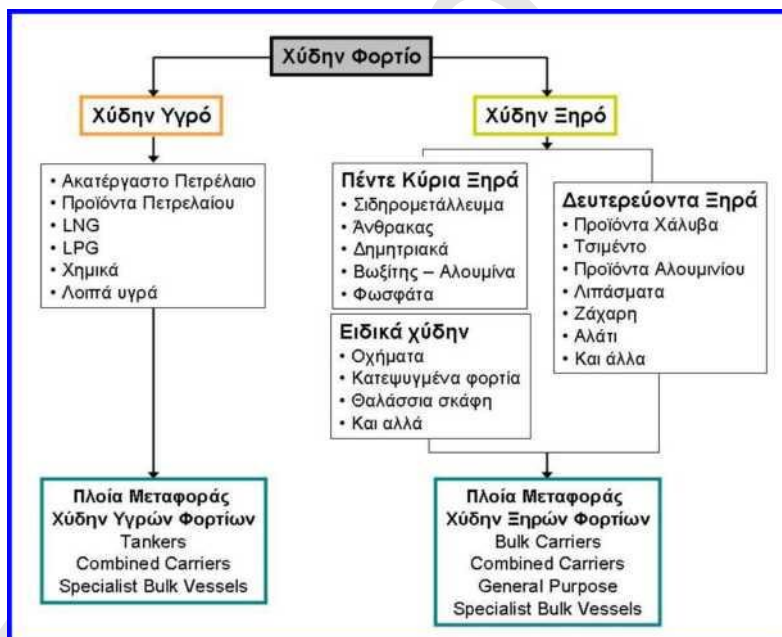 Χύδην Φορτίο
Χύδην Υγρό
• Ακατέργαστο Πετρέλαιο
• Προϊόντα Πετρελαίου
• LNG
• LPG
• Χημικά
• Λοιπά υγρά
Πλοία Μεταφοράς
Χύδην Υγρών Φορτίων
Tankers
Combined Carriers
Specialist Bulk Vessels
Χύδην Ξηρό
Πέντε Κύρια Ξηρά
• Σιδηρομετάλλευμα
• Άνθρακας
• Δημητριακά
• Βωξίτης – Αλουμίνα
• Φωσφάτα
Ειδικά χύδην
• Οχήματα
• Κατεψυγμένα φορτία
• Θαλάσσια σκάφη
• Και αλλά
Δευτερεύοντα Ξηρά
• Προϊόντα Χάλυβα
• Τσιμέντο
• Προϊόντα Αλουμινίου
• Λιπάσματα
• Ζάχαρη
• Αλάτι
• Και άλλα
Πλοία Μεταφοράς
Χύδην Ξηρών Φορτίων
Bulk Carriers
Combined Carriers
General Purpose
Specialist Bulk Vessels